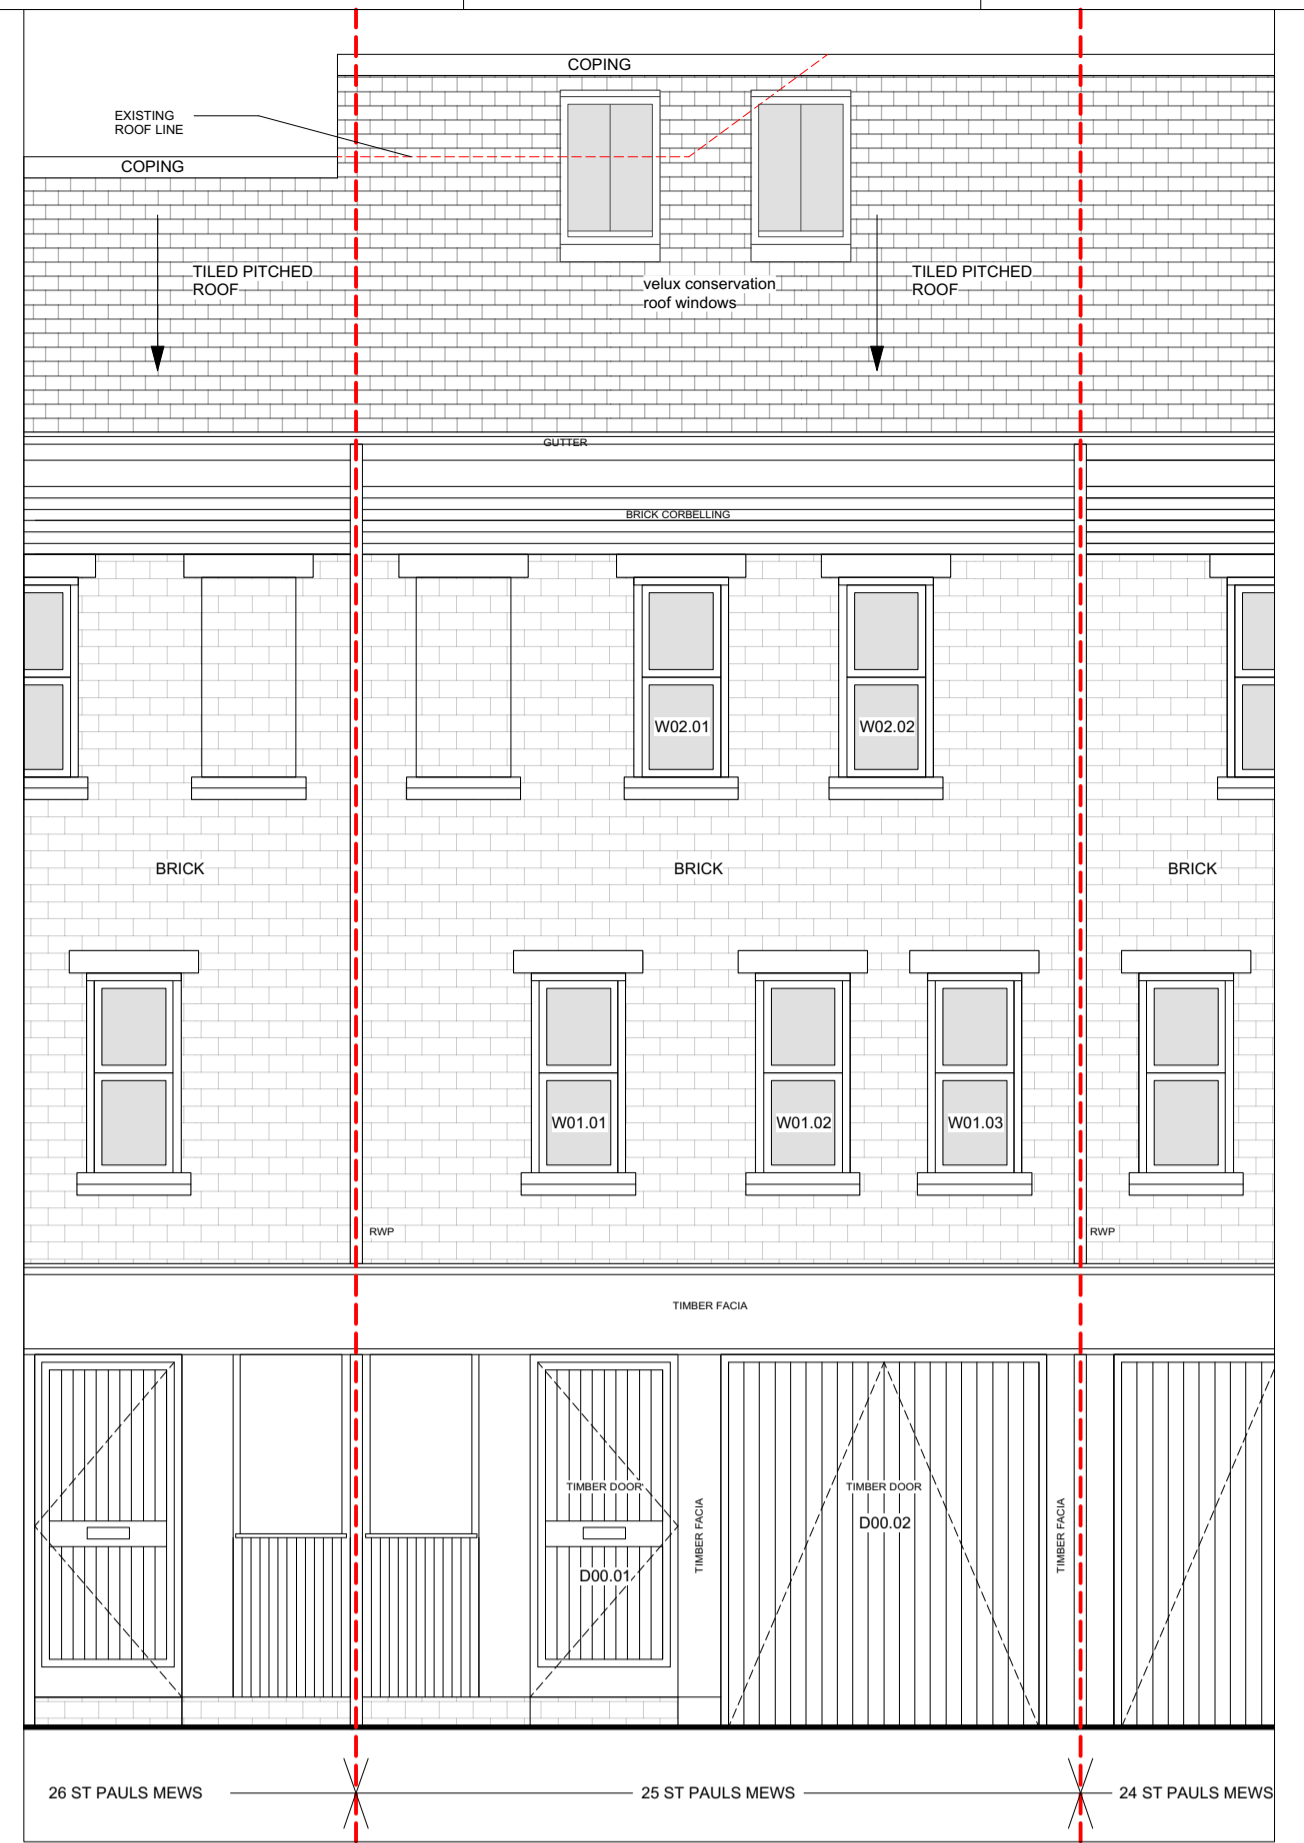 COPING
EXISTING
ROOF LINE
COPING
TILED PITCHED
ROOF
velux conservation
roof windows
TILED PITCHED
ROOF
GUTTER
BRICK CORBELLING
W02.01
W02.02
BRICK
BRICK
BRICK
W01.01
W01.02
W01.03
RWP
RWP
TIMBER FACIA
TIMBER DOOR
D00.01
TIMBER FACIA
TIMBER DOOR
D00.02
TIMBER FACIA
26 ST PAULS MEWS
25 ST PAULS MEWS
24 ST PAULS MEWS